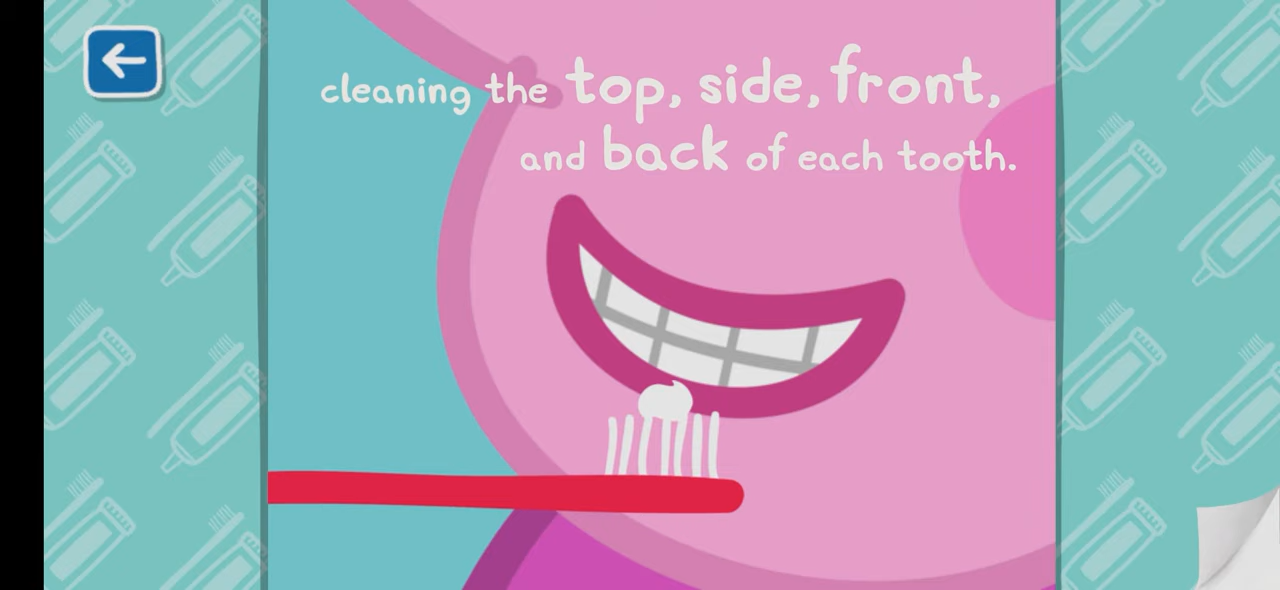 cleaning the top, side, front,
and back of each tooth.